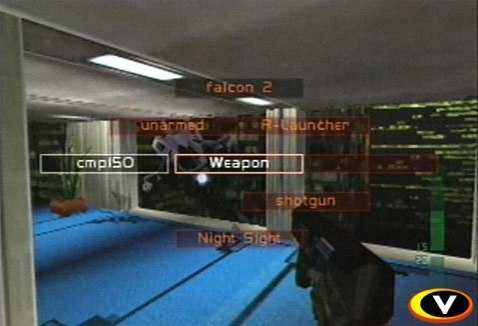 falcon 2
unarmed
R-Launcher
cmp150
Weapon
shotgun
Night Sight
V